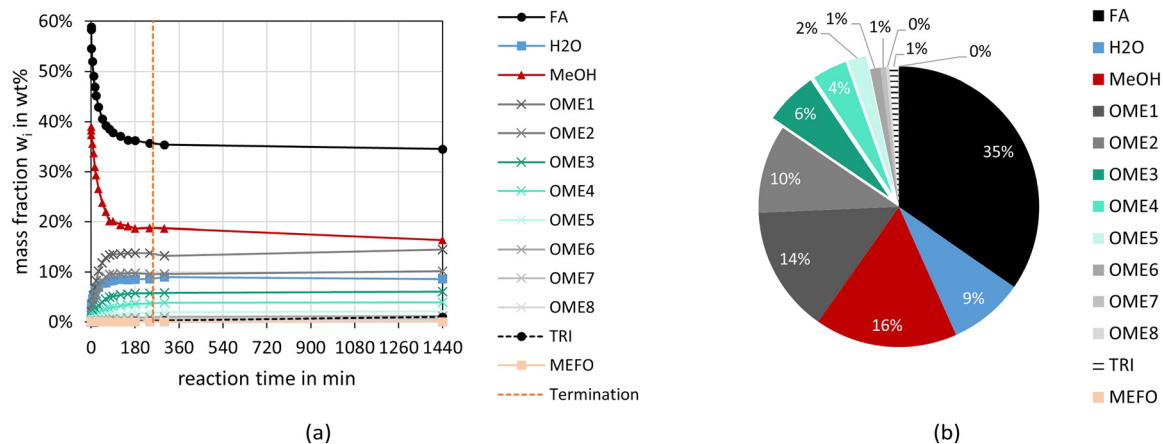 60%
50%
40%
30%
20%
10%
0%
mass fraction wi in wt%
0 180 360 540 720 900 1080 1260 1440
reaction time in min
FA
H2O
MeOH
OME1
OME2
OME3
OME4
OME5
OME6
OME7
OME8
TRI
MEFO
Termination
(a)
2%
1%
1%
0%
1%
0%
4%
6%
35%
10%
14%
9%
16%
FA
H2O
MeOH
OME1
OME2
OME3
OME4
OME5
OME6
OME7
OME8
TRI
MEFO
(b)